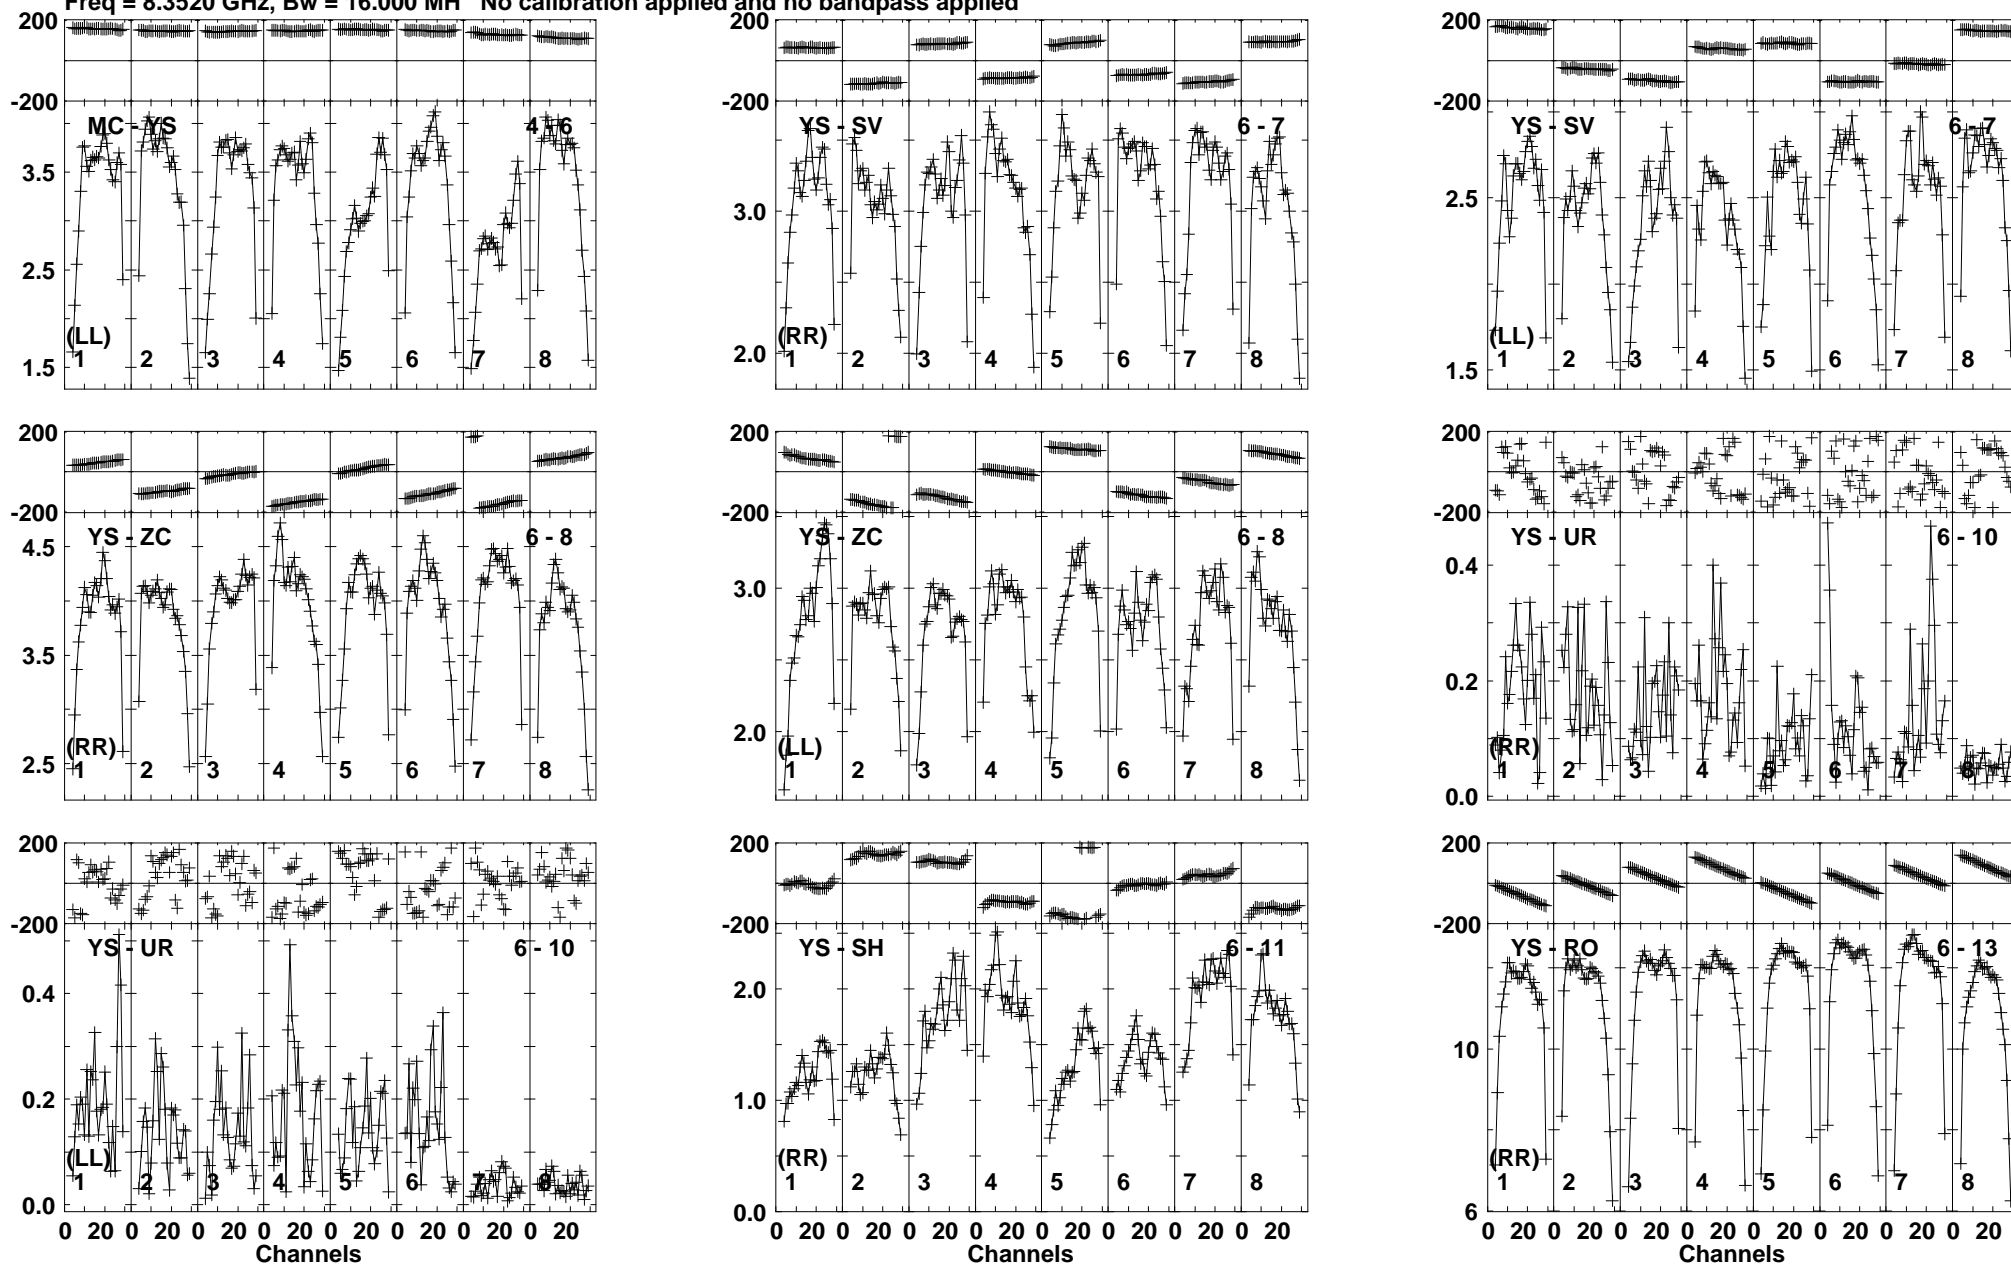 Freq = 8.3520 GHz, Bw = 16.000 MH No calibration applied and no bandpass applied
200
-200
MC - YS 4 - 6
3.5
2.5
1.5
(LL)
1 2 3 4 5 6 7 8
200
-200
YS - SV 6 - 7
3.0
2.0
(RR)
1 2 3 4 5 6 7 8
200
-200
YS - SV 6 - 7
2.5
1.5
(LL)
1 2 3 4 5 6 7 8
200
-200
YS - ZC 6 - 8
4.5
3.5
2.5
(RR)
1 2 3 4 5 6 7 8
200
-200
YS - ZC 6 - 8
3.0
2.0
(LL)
1 2 3 4 5 6 7 8
200
-200
YS - UR 6 - 10
0.4
0.2
0.0
(RR)
1 2 3 4 5 6 7 8
200
-200
YS - UR 6 - 10
0.4
0.2
0.0
(LL)
1 2 3 4 5 6 7 8
0 20 0 20 0 20 0 20 0 20 0 20 0 20 0 20
Channels
200
-200
YS - SH 6 - 11
2.0
1.0
0.0
(RR)
1 2 3 4 5 6 7 8
0 20 0 20 0 20 0 20 0 20 0 20 0 20 0 20
Channels
200
-200
YS - RO 6 - 13
10
6
(RR)
1 2 3 4 5 6 7 8
0 20 0 20 0 20 0 20 0 20 0 20 0 20 0 20
Channels